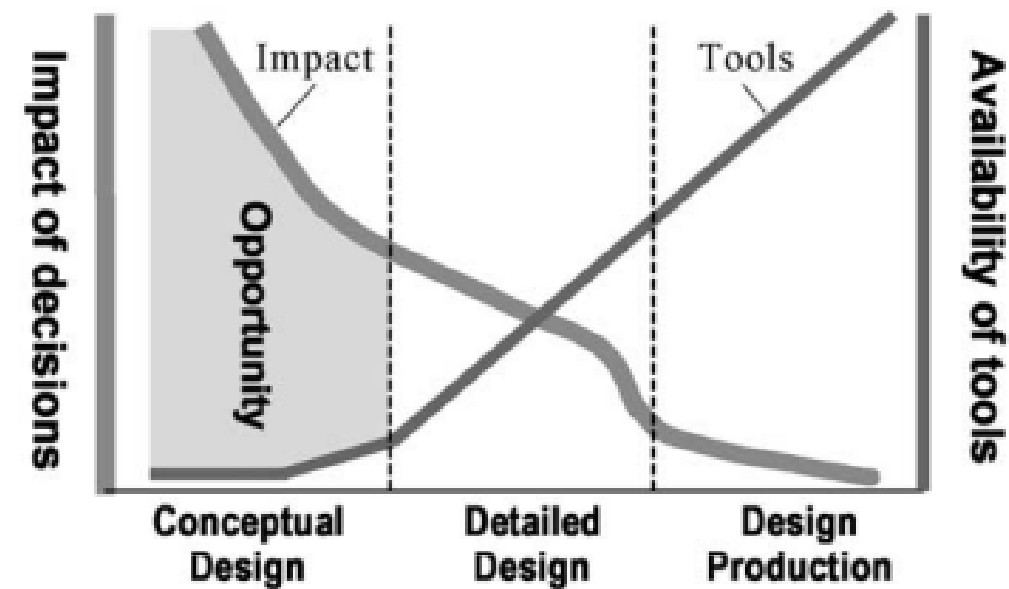 Impact of decisions
Impact
Tools
Opportunity
Availability of tools
Conceptual
Design
Detailed
Design
Design
Production